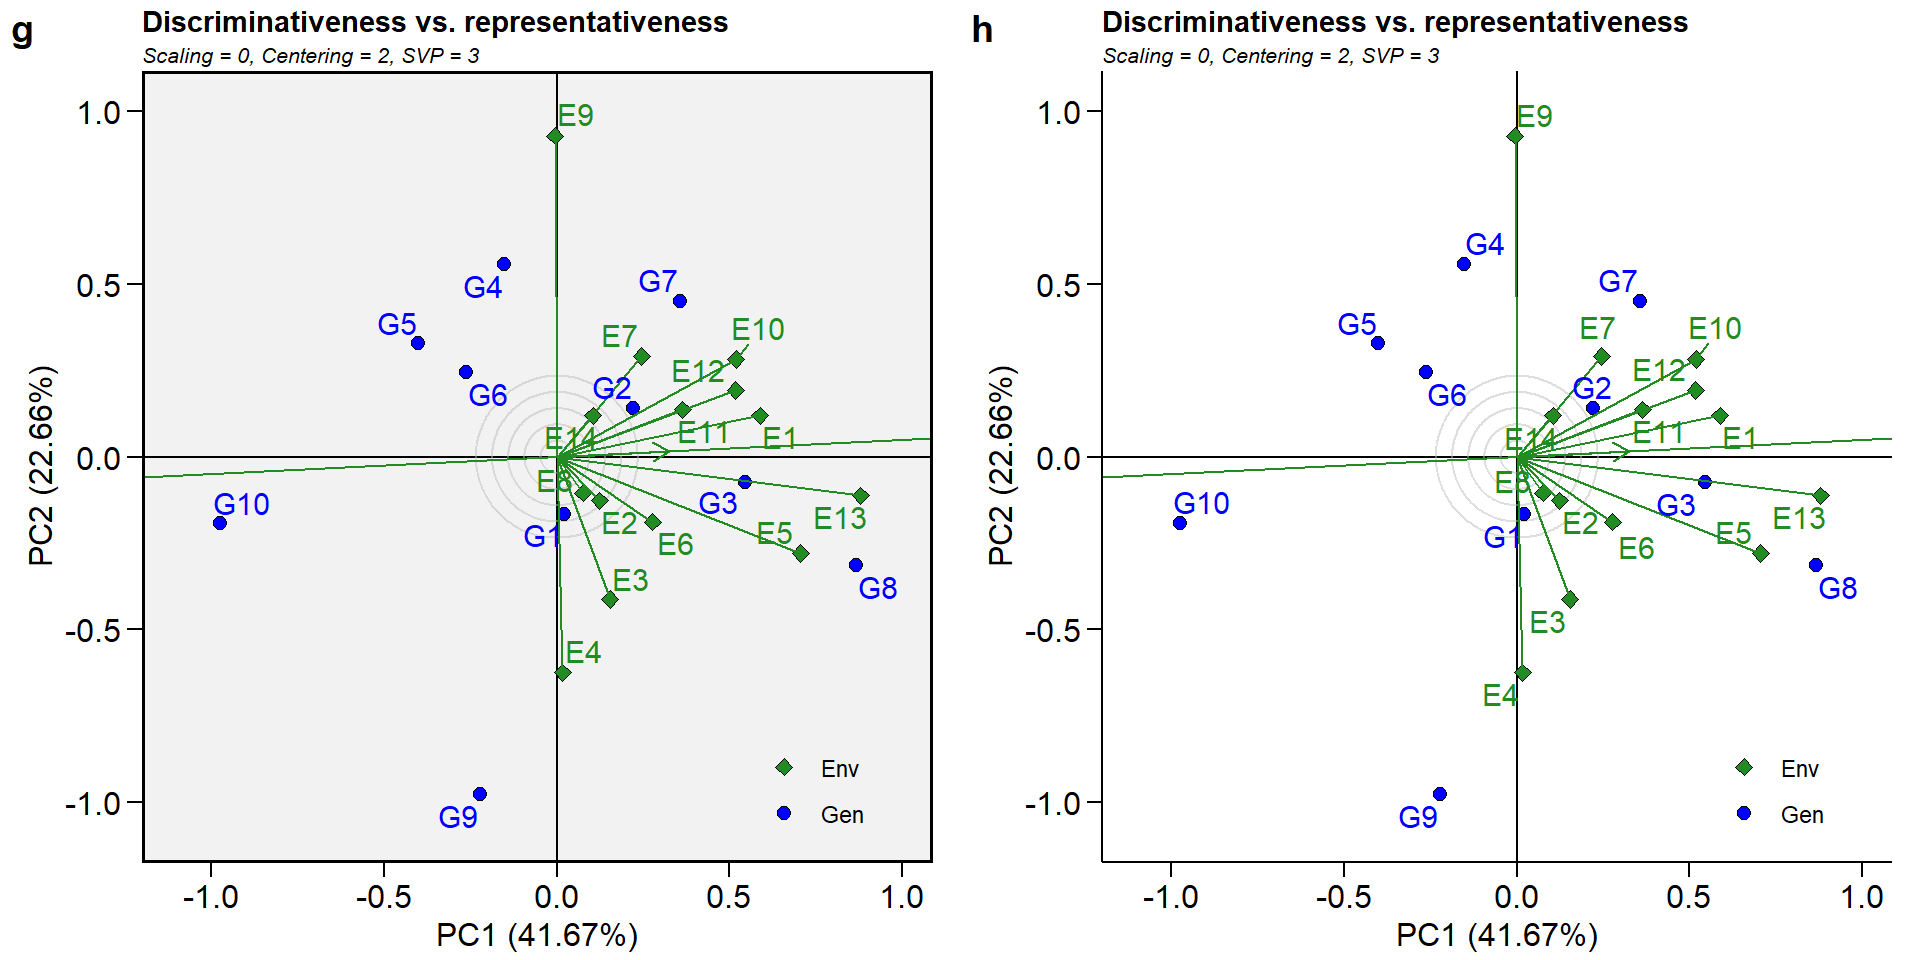 g
Discriminativeness vs. representativeness
Scaling = 0, Centering = 2, SVP = 3
PC2 (22.66%)
1.0
0.5
0.0
-0.5
-1.0
E9
G4
G7
G5
E7
E10
E12
G6
G2
E14
E11
E1
E8
G10
G3
E13
G1
E2
E6
E5
E3
G8
E4
G9
Env
Gen
-1.0
-0.5
0.0
0.5
1.0
PC1 (41.67%)
h
Discriminativeness vs. representativeness
Scaling = 0, Centering = 2, SVP = 3
PC2 (22.66%)
1.0
0.5
0.0
-0.5
-1.0
E9
G4
G7
G5
E7
E10
E12
G6
G2
E14
E11
E1
E8
G10
G3
E13
G1
E2
E6
E5
G8
E3
E4
G9
Env
Gen
-1.0
-0.5
0.0
0.5
1.0
PC1 (41.67%)